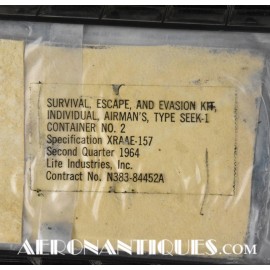 SURVIVAL, ESCAPE, AND EVASION KIT,
INDIVIDUAL, AIRMAN'S, TYPE SEEK-1
CONTAINER NO. 2
Specification XRAAE-157
Second Quarter 1964
Life Industries, Inc.
Contract No. N383-84452A
AERONANTIQUES.COM